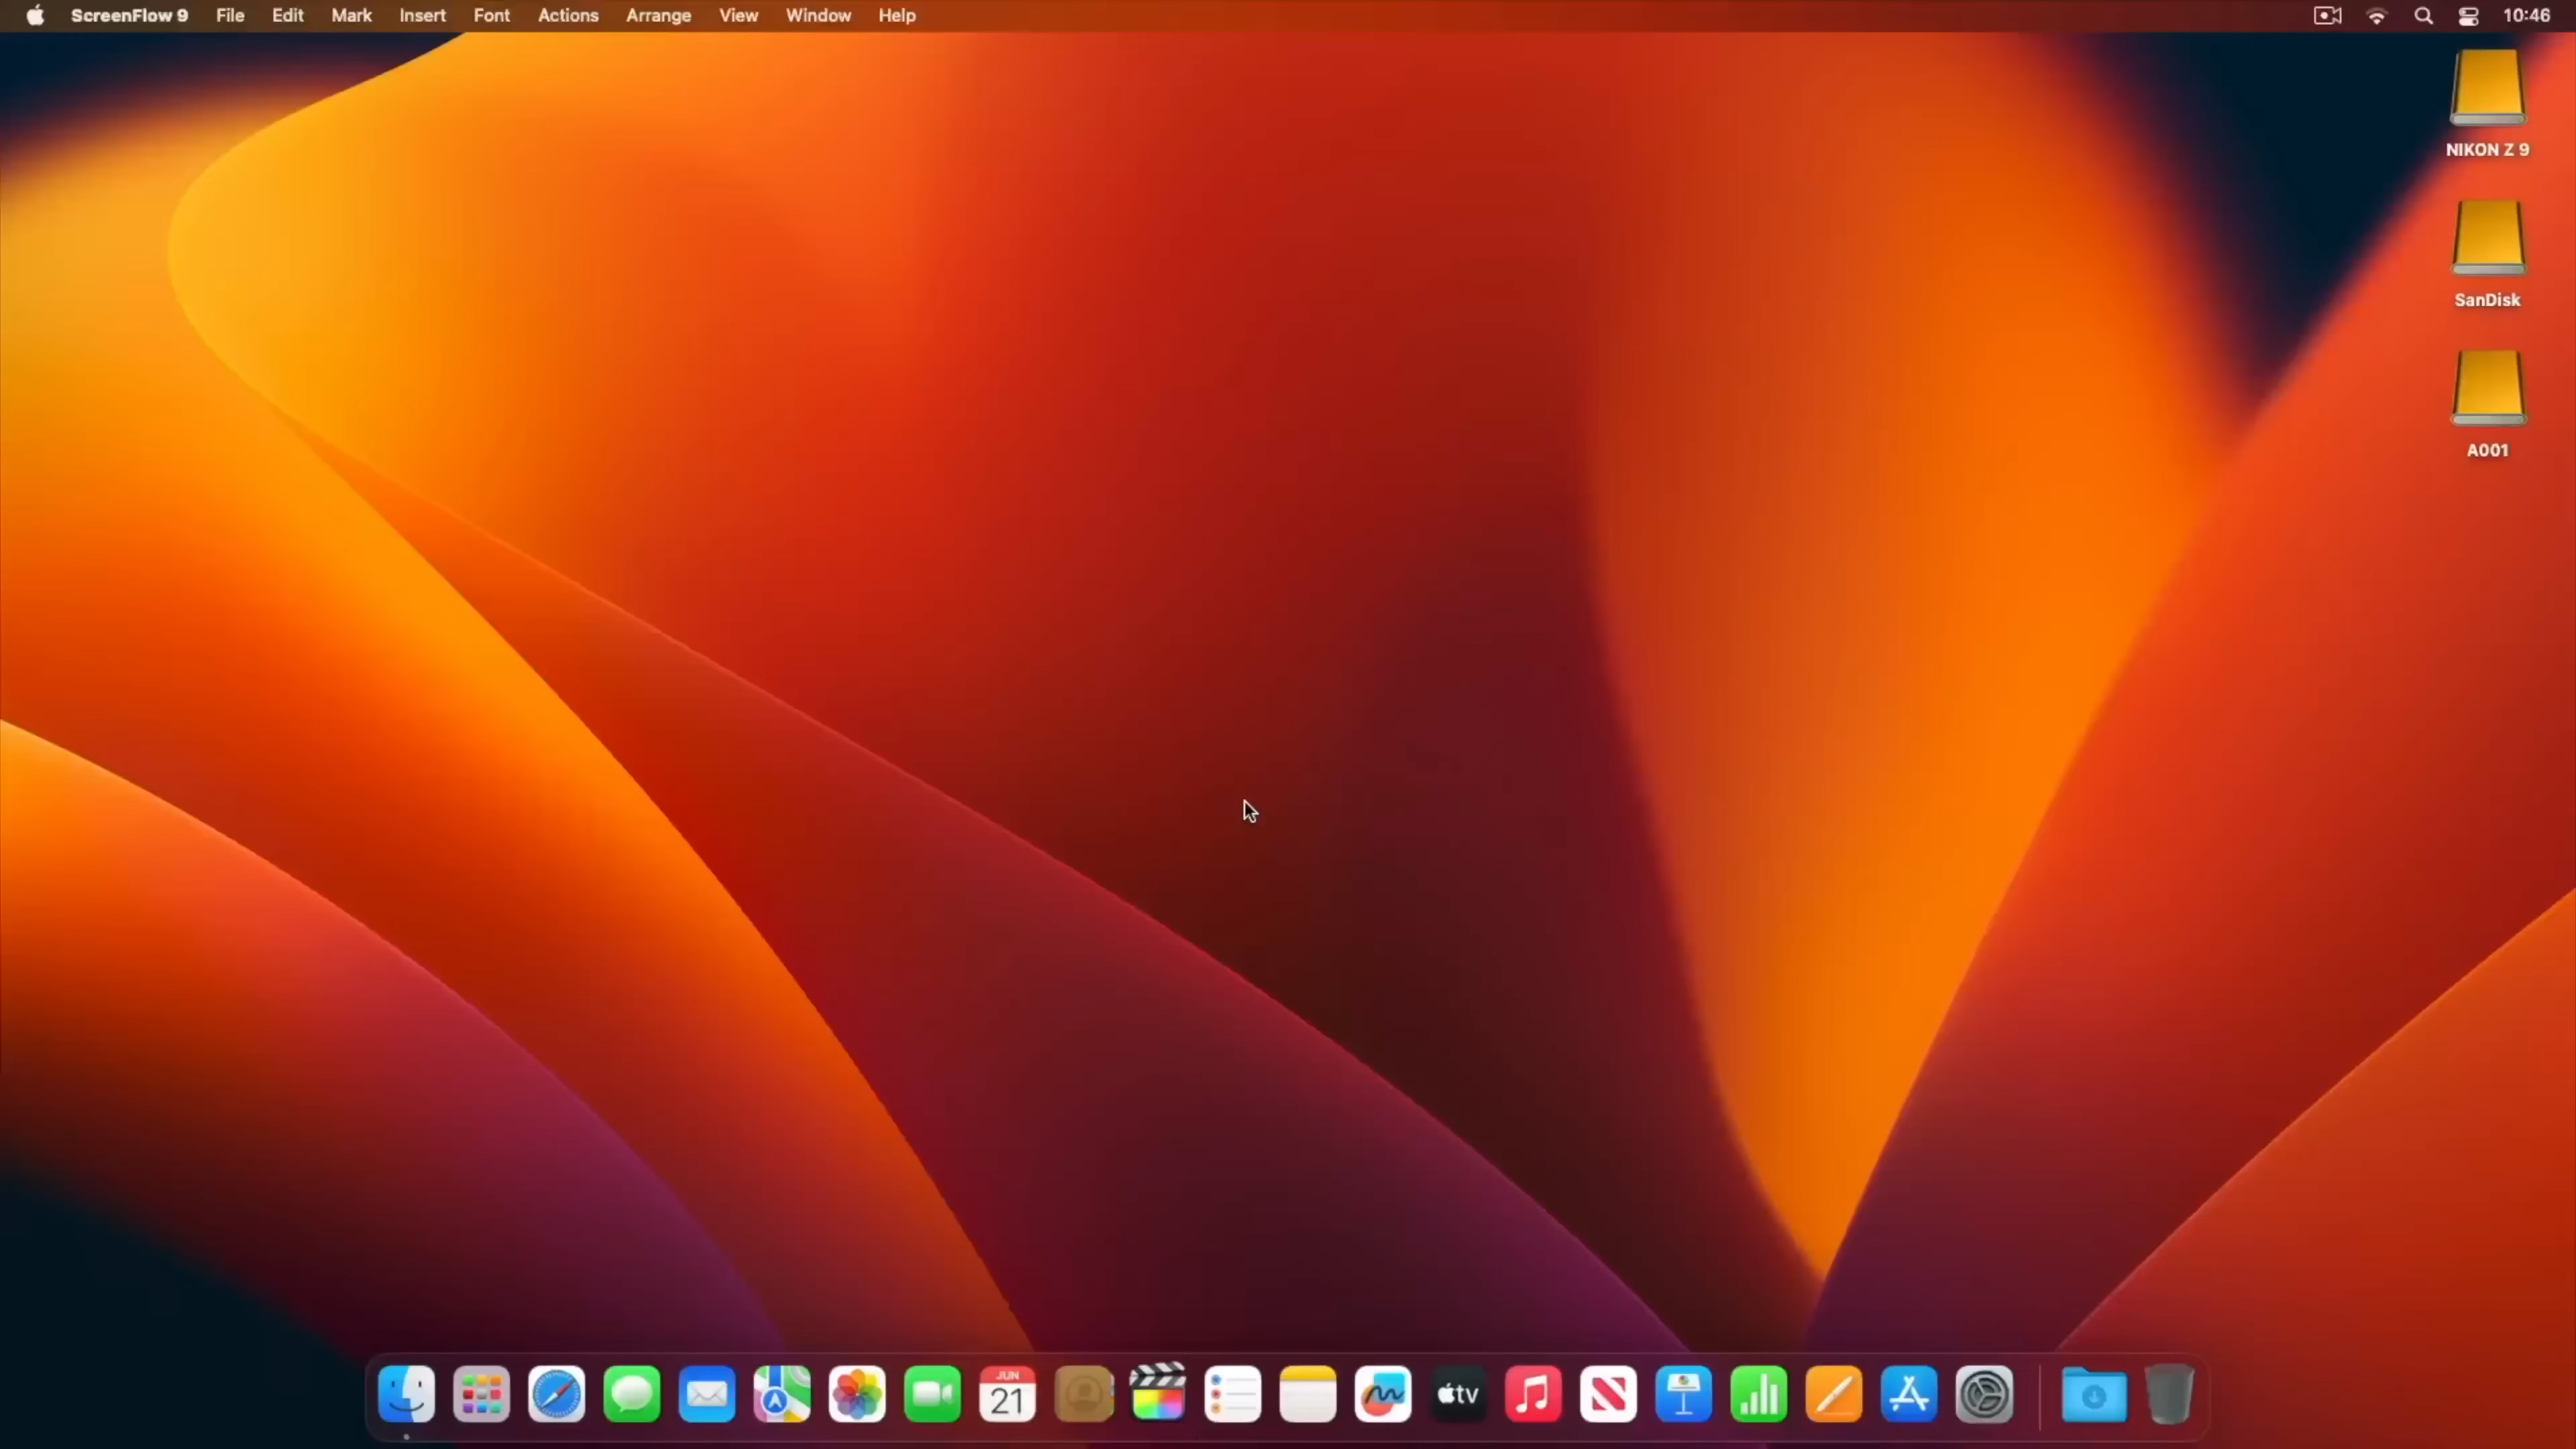 ScreenFlow 9 File Edit Mark Insert Font Actions Arrange View Window Help 10:46
NIKON Z 9
SanDisk
A001
JUN
21
tv